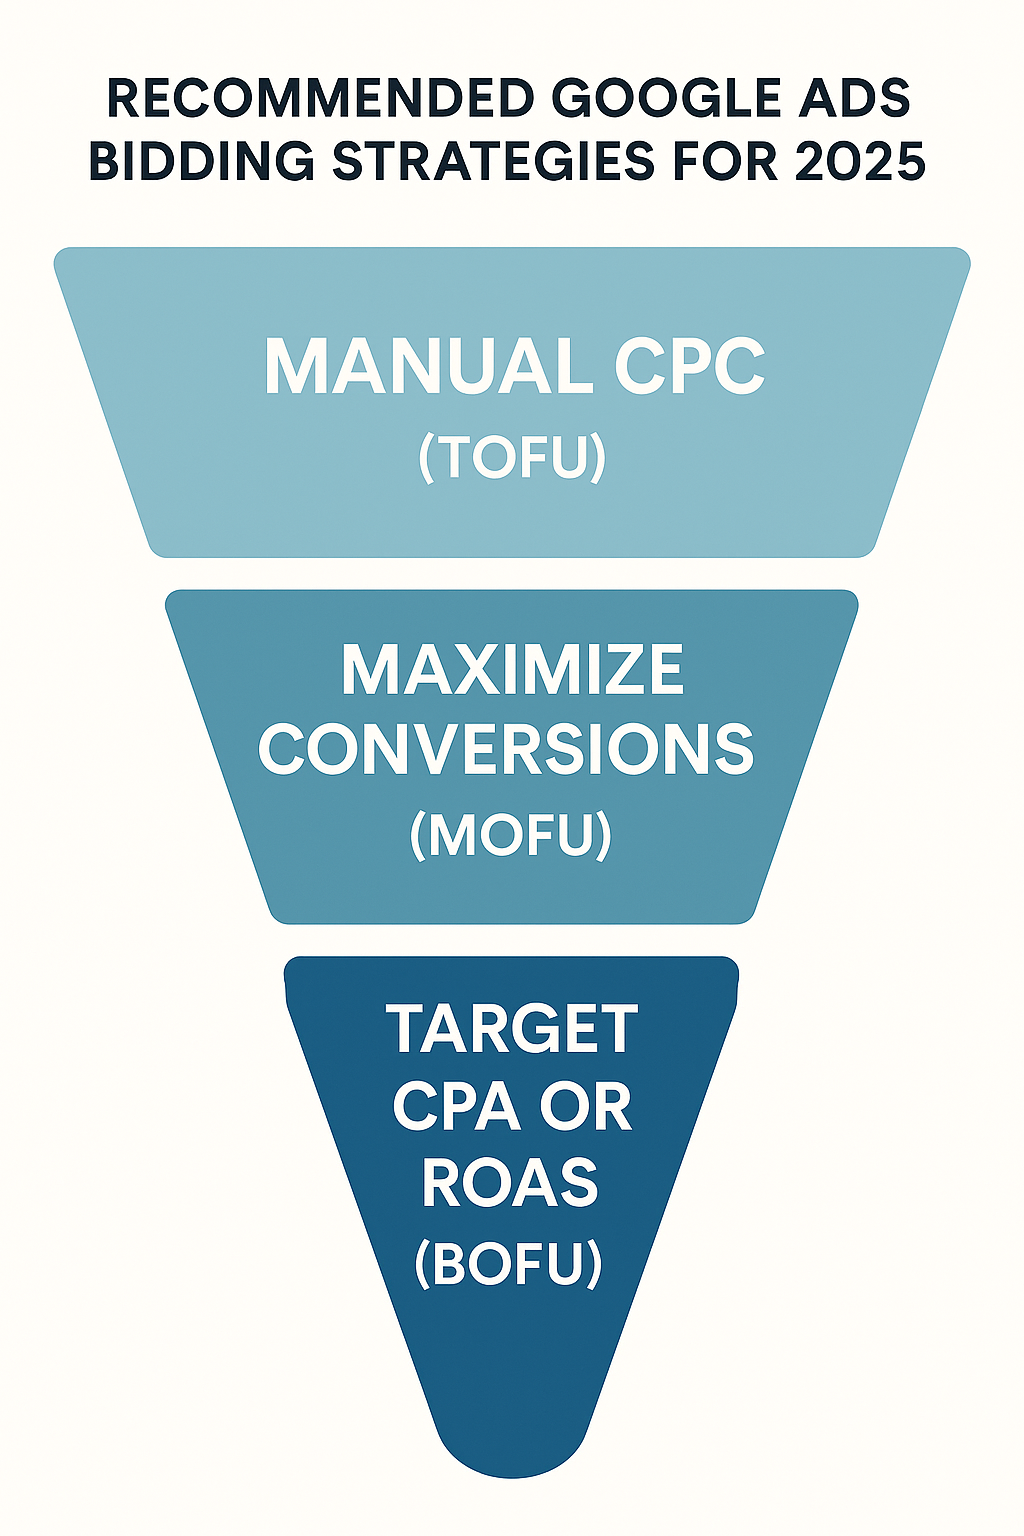 RECOMMENDED GOOGLE ADS
BIDDING STRATEGIES FOR 2025
MANUAL CPC
(TOFU)
MAXIMIZE
CONVERSIONS
(MOFU)
TARGET
CPA OR
ROAS
(BOFU)